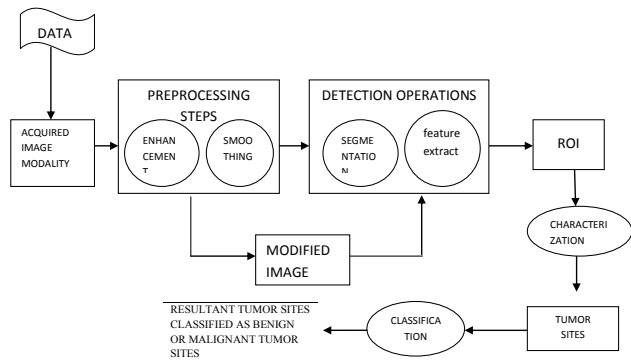 DATA
ACQUIRED
IMAGE
MODALITY
PREPROCESSING
STEPS
ENHAN
CEMEN
T
SMOO
THING
DETECTION OPERATIONS
SEGME
NTATIO
N
feature
extract
ROI
MODIFIED
IMAGE
CHARACTERI
ZATION
TUMOR
SITES
CLASSIFICA
TION
RESULTANT TUMOR SITES
CLASSIFIED AS BENIGN
OR MALIGNANT TUMOR
SITES